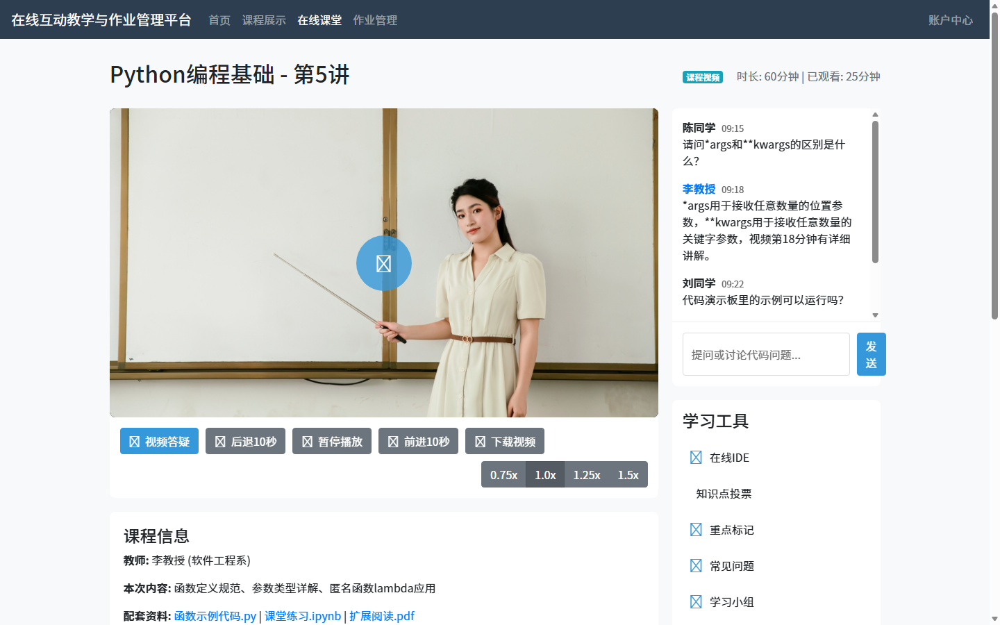 在线互动教学与作业管理平台 首页 课程展示 在线课堂 作业管理 账户中心
Python编程基础 - 第5讲
课程视频 时长: 60分钟 | 已观看: 25分钟
陈同学 09:15
请问*args和**kwargs的区别是什
么?
李教授 09:18
*args用于接收任意数量的位置参
数，**kwargs用于接收任意数量的
关键字参数，视频第18分钟有详细
讲解。
刘同学 09:22
代码演示板里的示例可以运行吗?
提问或讨论代码问题...
发
送
视频答疑 后退10秒 暂停播放 前进10秒 下载视频
0.75x 1.0x 1.25x 1.5x
课程信息
教师: 李教授 (软件工程系)
本次内容: 函数定义规范、参数类型详解、匿名函数lambda应用
配套资料: 函数示例代码.py | 课堂练习.ipynb | 扩展阅读.pdf
学习工具
在线IDE
知识点投票
重点标记
常见问题
学习小组